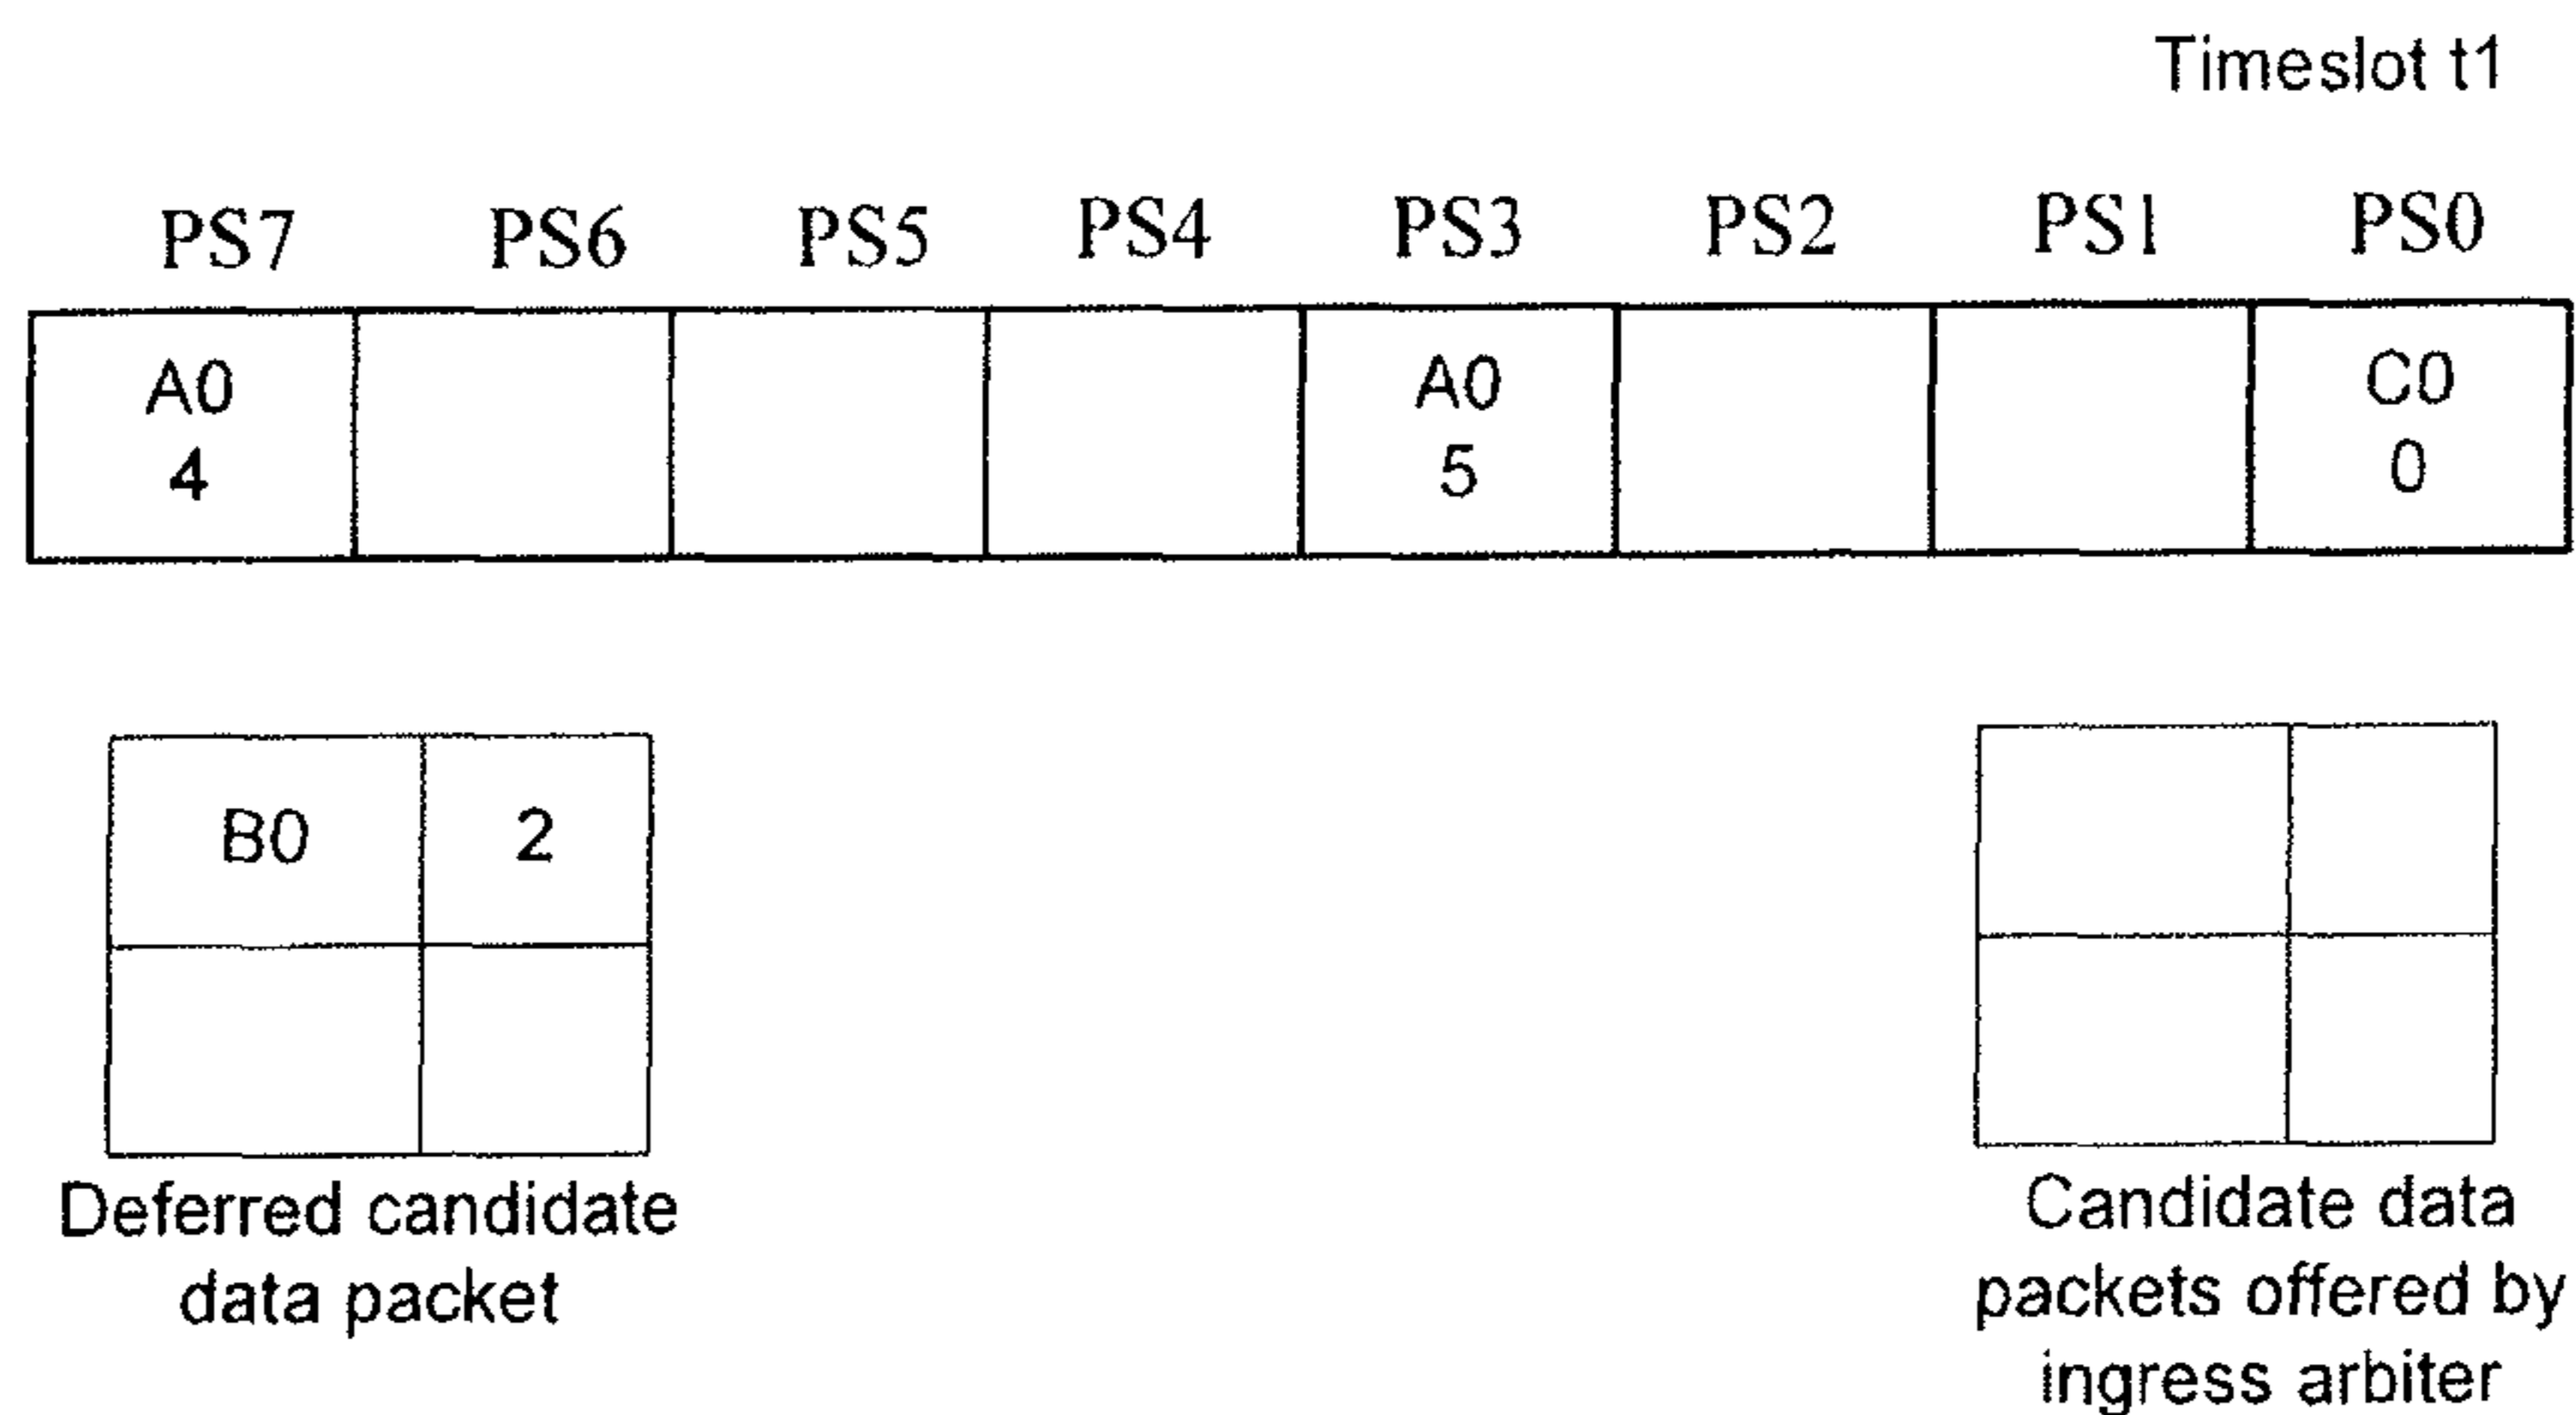 Timeslot t1
PS7 PS6 PS5 PS4 PS3 PS2 PS1 PS0
A0 A0 C0
4 5 0
B0 2
Deferred candidate
data packet
Candidate data
packets offered by
ingress arbiter